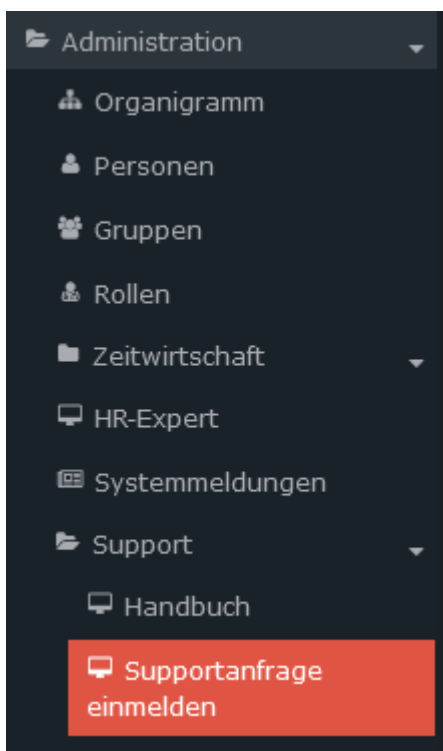 Administration
Organigramm
Personen
Gruppen
Rollen
Zeitwirtschaft
HR-Expert
Systemmeldungen
Support
Handbuch
Supportanfrage
einmelden